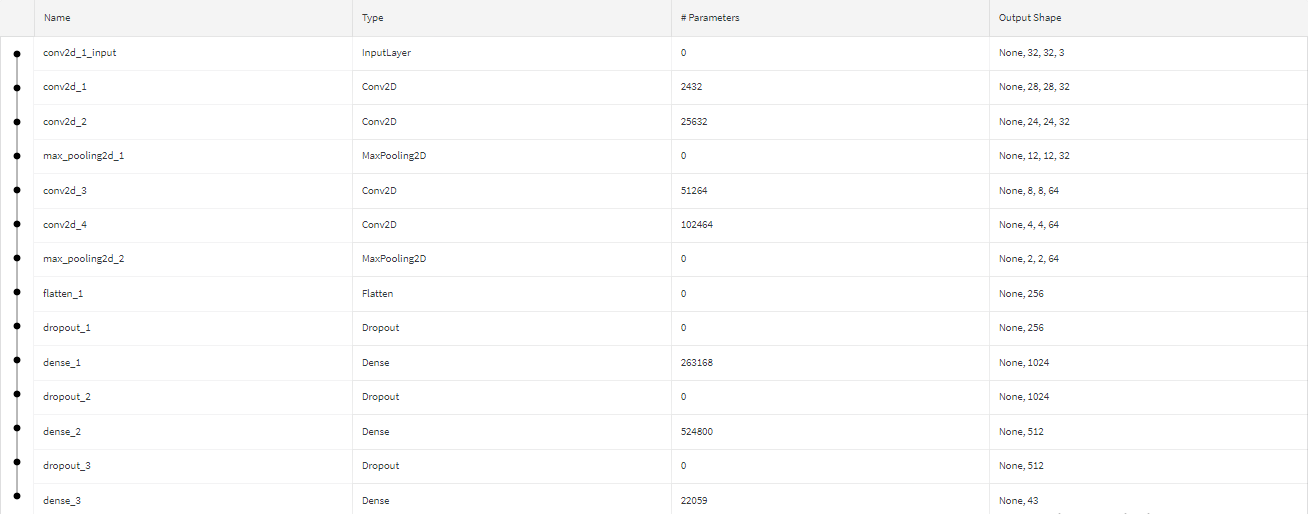 Name Type # Parameters Output Shape
conv2d_1_input InputLayer 0 None, 32, 32, 3
conv2d_1 Conv2D 2432 None, 28, 28, 32
conv2d_2 Conv2D 25632 None, 24, 24, 32
max_pooling2d_1 MaxPooling2D 0 None, 12, 12, 32
conv2d_3 Conv2D 51264 None, 8, 8, 64
conv2d_4 Conv2D 102464 None, 4, 4, 64
max_pooling2d_2 MaxPooling2D 0 None, 2, 2, 64
flatten_1 Flatten 0 None, 256
dropout_1 Dropout 0 None, 256
dense_1 Dense 263168 None, 1024
dropout_2 Dropout 0 None, 1024
dense_2 Dense 524800 None, 512
dropout_3 Dropout 0 None, 512
dense_3 Dense 22059 None, 43